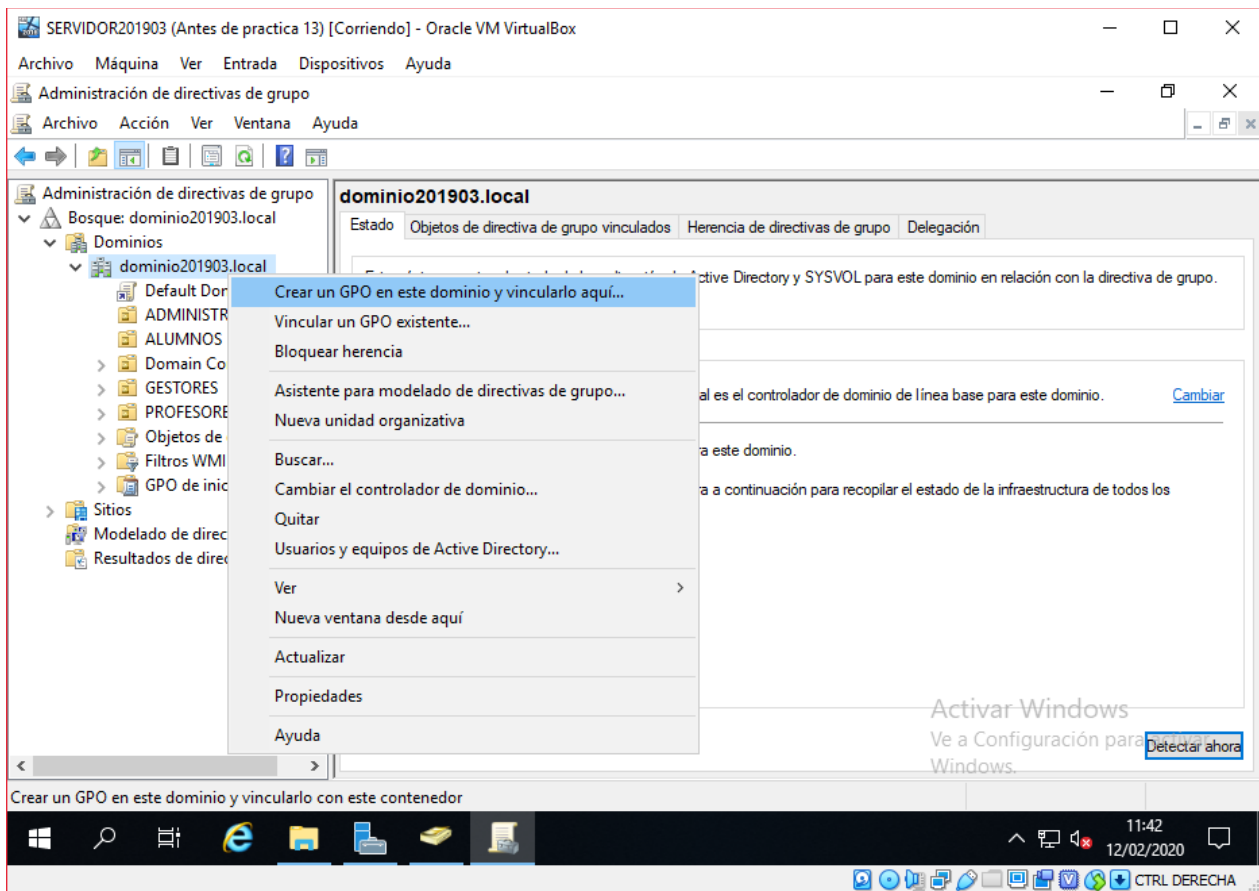 SERVIDOR201903 (Antes de practica 13) [Corriendo] - Oracle VM VirtualBox
Archivo Máquina Ver Entrada Dispositivos Ayuda
Administración de directivas de grupo
Archivo Acción Ver Ventana Ayuda
Administración de directivas de grupo
Bosque: dominio201903.local
Dominios
dominio201903.local
Default Dor
ADMINISTR
ALUMNOS
Domain Co
GESTORES
PROFESORE
Objetos de
Filtros WMI
GPO de inic
Sitios
Modelado de direc
Resultados de direc
Crear un GPO en este dominio y vincularlo aquí...
Vincular un GPO existente...
Bloquear herencia
Asistente para modelado de directivas de grupo...
Nueva unidad organizativa
Buscar...
Cambiar el controlador de dominio...
Quitar
Usuarios y equipos de Active Directory...
Ver
Nueva ventana desde aquí
Actualizar
Propiedades
Ayuda
dominio201903.local
Estado Objetos de directiva de grupo vinculados Herencia de directivas de grupo Delegación
Active Directory y SYSVOL para este dominio en relación con la directiva de grupo.
al es el controlador de dominio de línea base para este dominio. Cambiar
ra este dominio.
ra a continuación para recopilar el estado de la infraestructura de todos los
Activar Windows
Ve a Configuración para activar
Windows.
Detectar ahora
Crear un GPO en este dominio y vincularlo con este contenedor
11:42
12/02/2020
CTRL DERECHA